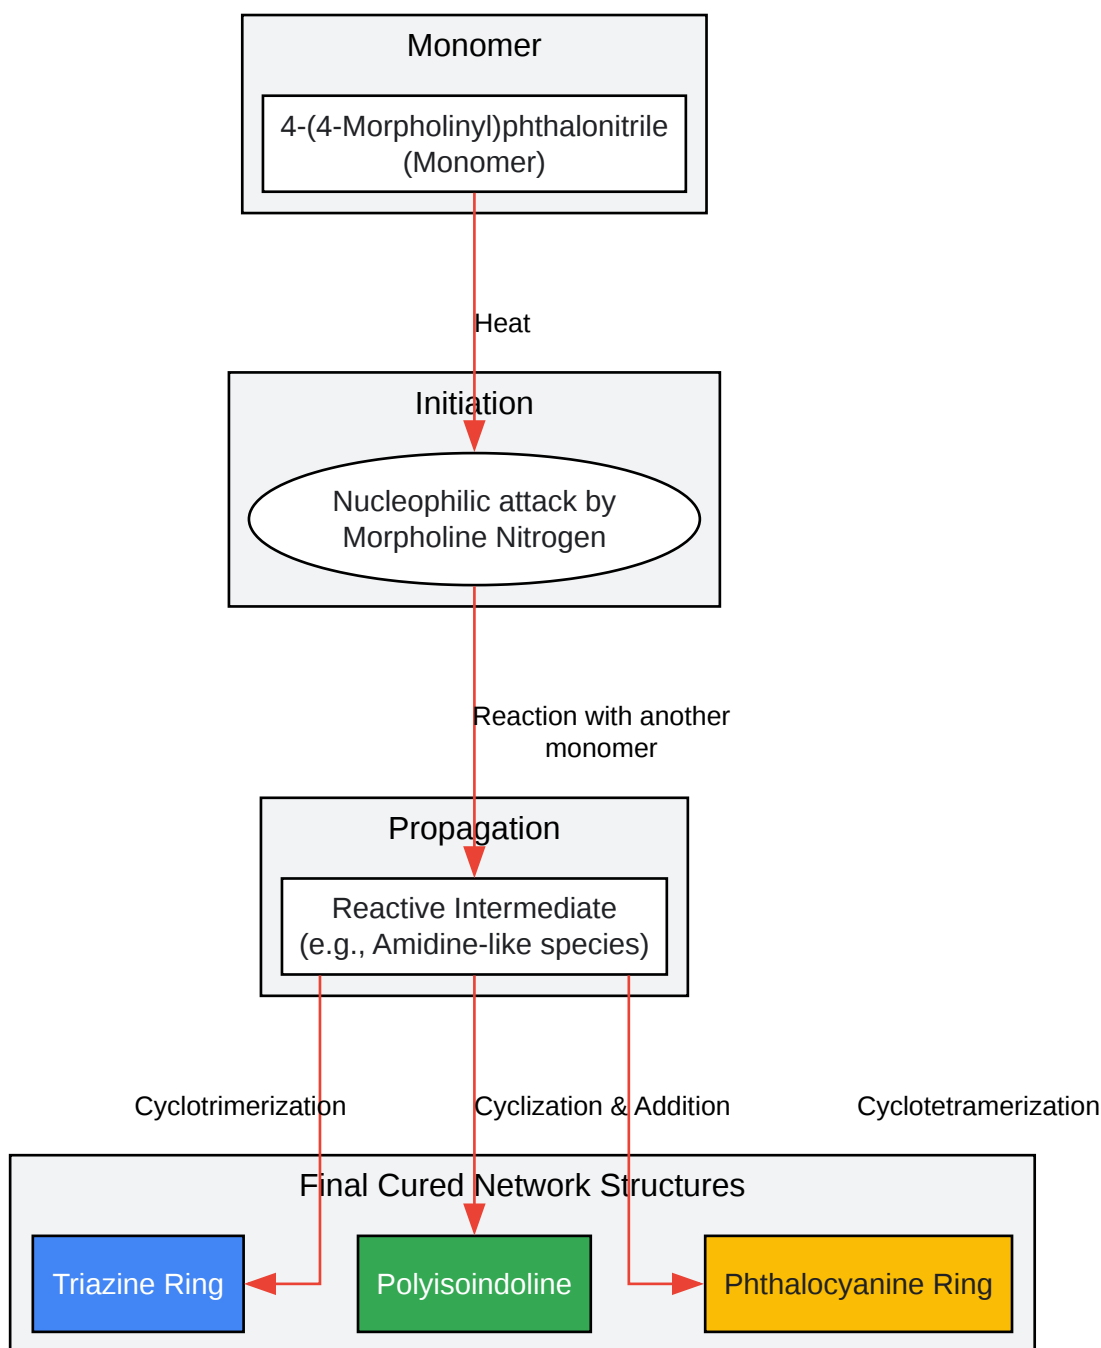 Monomer
4-(4-Morpholinyl)phthalonitrile
(Monomer)
Heat
Initiation
Nucleophilic attack by
Morpholine Nitrogen
Reaction with another
monomer
Propagation
Reactive Intermediate
(e.g., Amidine-like species)
Cyclotrimerization
Cyclization & Addition
Cyclotetramerization
Final Cured Network Structures
Triazine Ring
Polyisoindoline
Phthalocyanine Ring